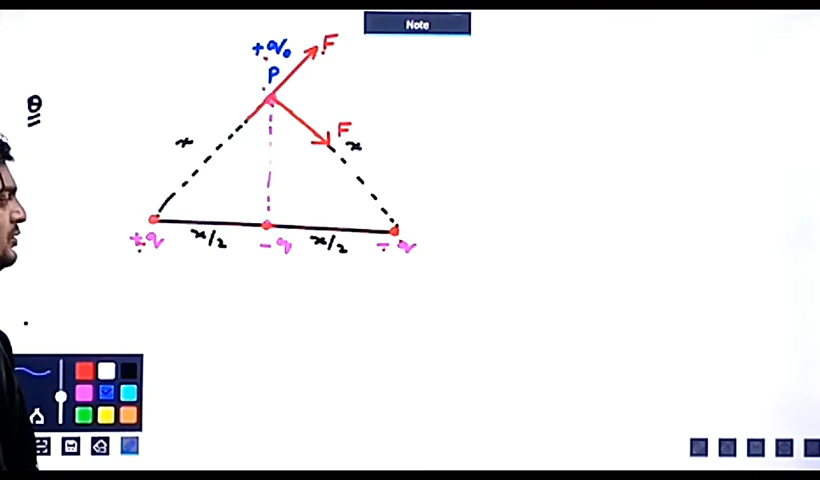 Note
+q₀
F
P
F
x
x
+q
x/2
-q
x/2
-q